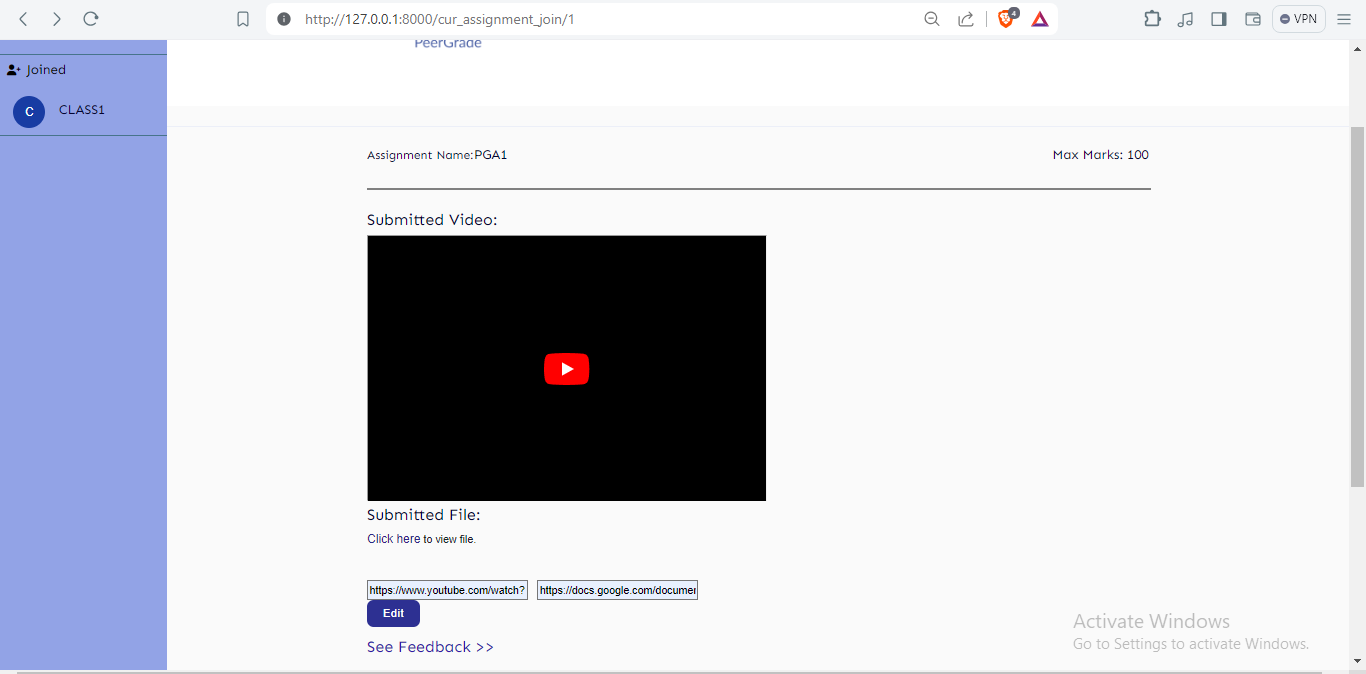 http://127.0.0.1:8000/cur_assignment_join/1
4
VPN
PeerGrade
Joined
C CLASS1
Assignment Name:PGA1 Max Marks: 100
Submitted Video:
Submitted File:
Click here to view file.
https://www.youtube.com/watch? https://docs.google.com/documen
Edit
See Feedback >>
Activate Windows
Go to Settings to activate Windows.